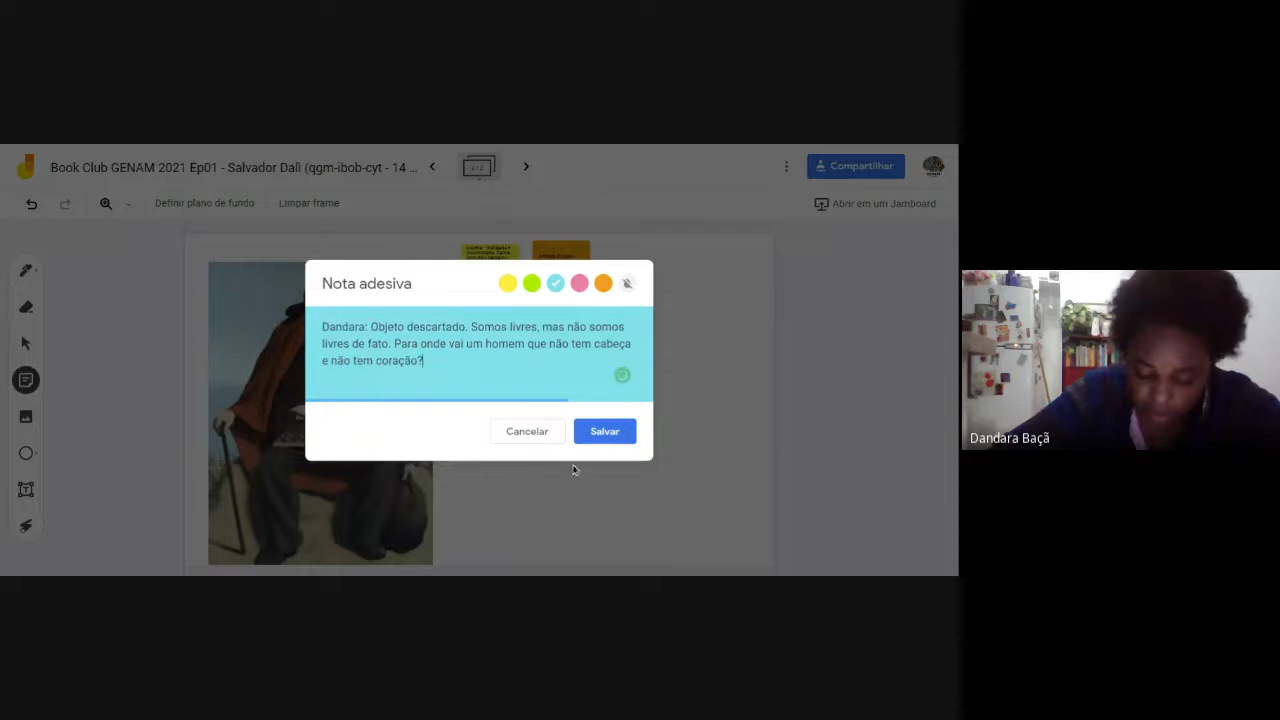 Book Club GENAM 2021 Ep01 - Salvador Dalì (qgm-ibob-cyt - 14 ...
Compartilhar
Definir plano de fundo
Limpar frame
Abrir em um Jamboard
Nota adesiva
Dandara: Objeto descartado. Somos livres, mas não somos
livres de fato. Para onde vai um homem que não tem cabeça
e não tem coração?
Cancelar
Salvar
Dandara Baçã